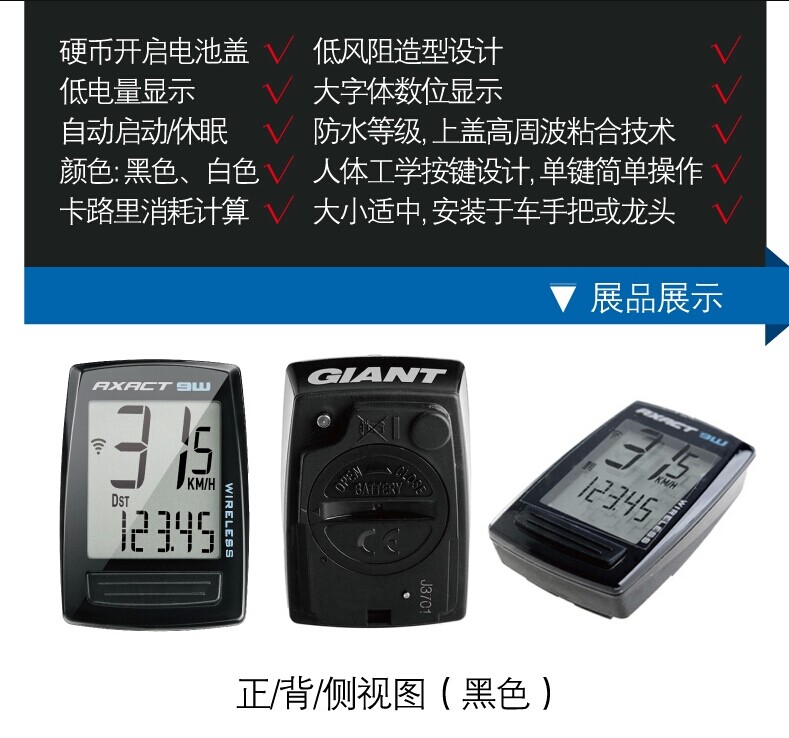 硬币开启电池盖 √ 低风阻造型设计 √
低电量显示 √ 大字体数位显示 √
自动启动/休眠 √ 防水等级, 上盖高周波粘合技术 √
颜色: 黑色、白色 √ 人体工学按键设计, 单键简单操作 √
卡路里消耗计算 √ 大小适中, 安装于车手把或龙头 √
▼ 展品展示
AXACT 9W
31.5
KM/H
DST
123.45
WIRELESS
GIANT
OPEN CLOSE
BATTERY
CE
J3701
AXACT 9W
31.5
KM/H
123.45
WIRELESS
正/背/侧视图 ( 黑色 )